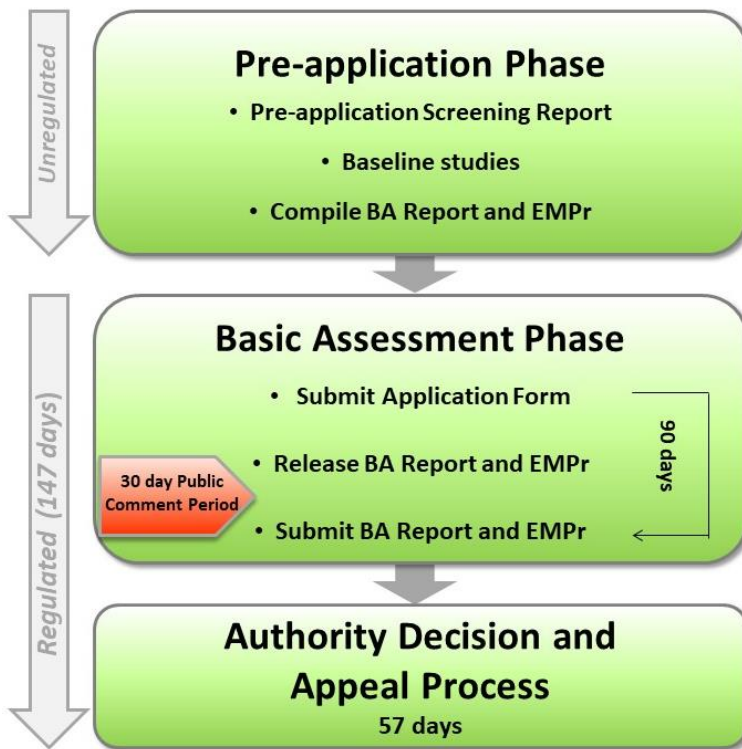 Unregulated
Pre-application Phase
• Pre-application Screening Report
• Baseline studies
• Compile BA Report and EMPr
Regulated (147 days)
Basic Assessment Phase
• Submit Application Form
90 days
• Release BA Report and EMPr
30 day Public
Comment Period
• Submit BA Report and EMPr
Authority Decision and
Appeal Process
57 days